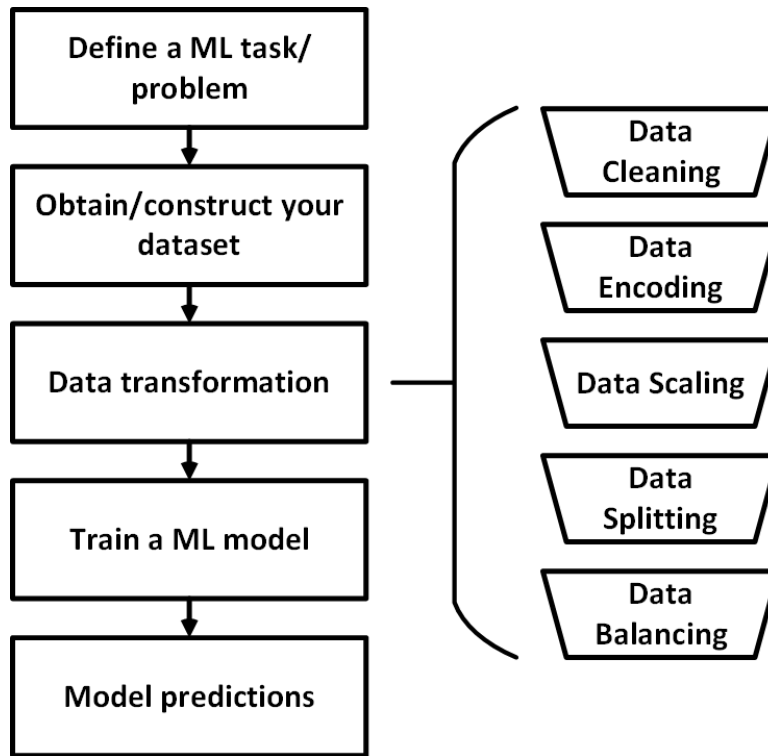 Define a ML task/
problem
Obtain/construct your
dataset
Data transformation
Train a ML model
Model predictions
Data
Cleaning
Data
Encoding
Data Scaling
Data
Splitting
Data
Balancing